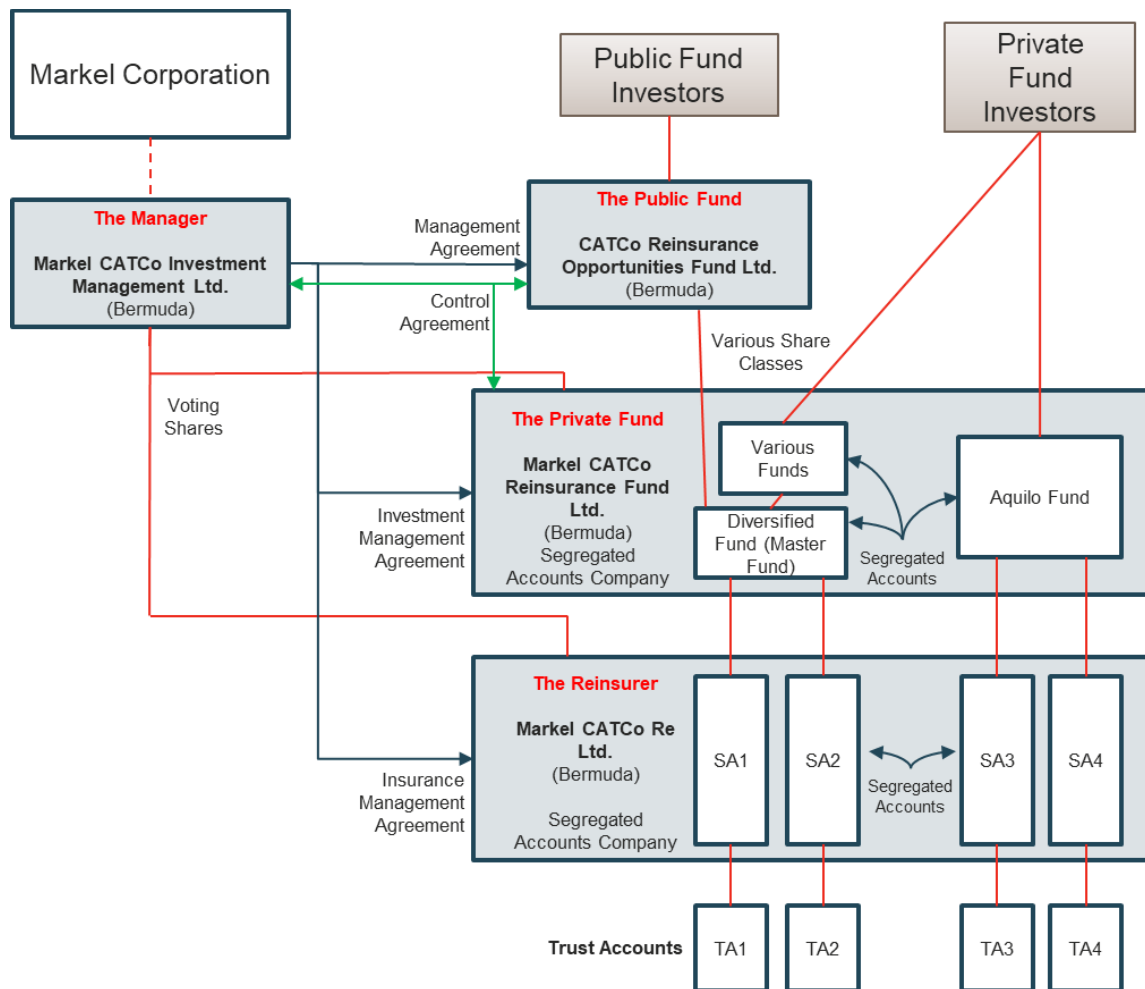 Markel Corporation
Public Fund
Investors
Private
Fund
Investors
The Manager
Markel CATCo Investment
Management Ltd.
(Bermuda)
Management
Agreement
The Public Fund
CATCo Reinsurance
Opportunities Fund Ltd.
(Bermuda)
Control
Agreement
Various Share
Classes
Voting
Shares
The Private Fund
Markel CATCo
Reinsurance Fund
Ltd.
(Bermuda)
Segregated
Accounts Company
Various
Funds
Diversified
Fund (Master
Fund)
Segregated
Accounts
Aquilo Fund
Investment
Management
Agreement
The Reinsurer
Markel CATCo Re
Ltd.
(Bermuda)
Segregated
Accounts Company
SA1
SA2
Segregated
Accounts
SA3
SA4
Insurance
Management
Agreement
Trust Accounts
TA1
TA2
TA3
TA4